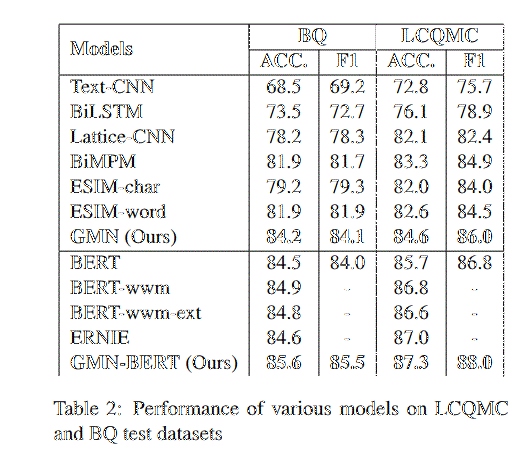 Models BQ LCQMC
ACC. F1 ACC. F1
Text-CNN 68.5 69.2 72.8 75.7
BiLSTM 73.5 72.7 76.1 78.9
Lattice-CNN 78.2 78.3 82.1 82.4
BiMPM 81.9 81.7 83.3 84.9
ESIM-char 79.2 79.3 82.0 84.0
ESIM-word 81.9 81.9 82.6 84.5
GMN (Ours) 84.2 84.1 84.6 86.0
BERT 84.5 84.0 85.7 86.8
BERT-wwm 84.9 - 86.8 -
BERT-wwm-ext 84.8 - 86.6 -
ERNIE 84.6 - 87.0 -
GMN-BERT (Ours) 85.6 85.5 87.3 88.0
Table 2: Performance of various models on LCQMC
and BQ test datasets